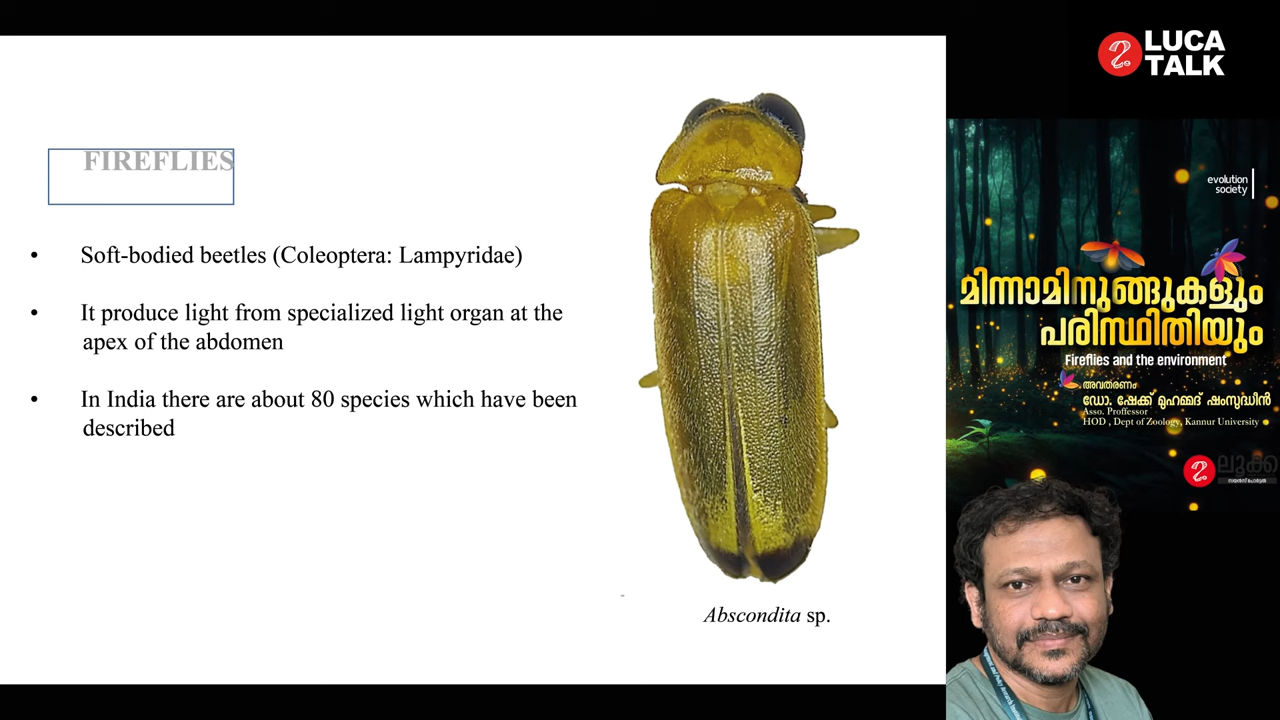 FIREFLIES
• Soft-bodied beetles (Coleoptera: Lampyridae)
• It produce light from specialized light organ at the
apex of the abdomen
• In India there are about 80 species which have been
described
Abscondita sp.
LUCA
TALK
evolution
society
മിന്നാമിനുങ്ങുകളും
പരിസ്ഥിതിയും
Fireflies and the environment
അവതരണം
ഡോ. ഷേക്ക് മുഹമ്മദ് ഷംസുദ്ധീൻ
Asso. Proffessor
HOD , Dept of Zoology, Kannur University
ലൂക്ക